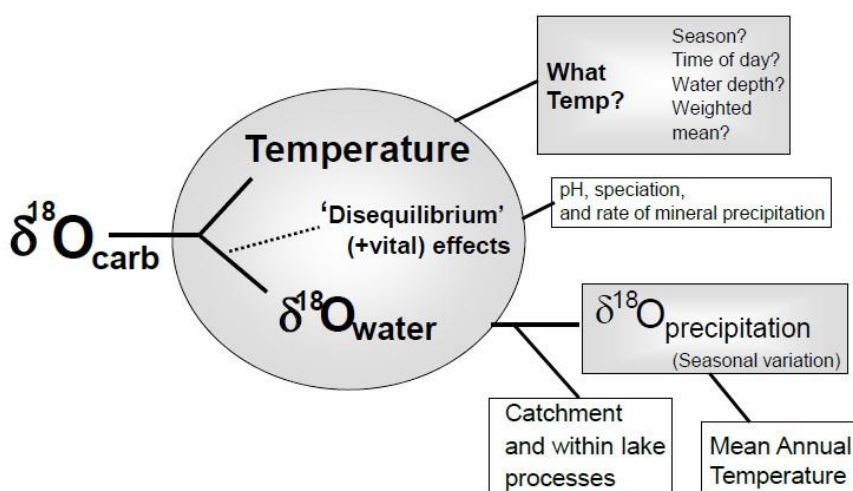 Season?
Time of day?
Water depth?
Weighted
mean?
What
Temp?
Temperature
pH, speciation,
and rate of mineral precipitation
'Disequilibrium'
(+vital) effects
δ18Ocarb
δ18Owater
δ18Oprecipitation
(Seasonal variation)
Catchment
and within lake
processes
Mean Annual
Temperature